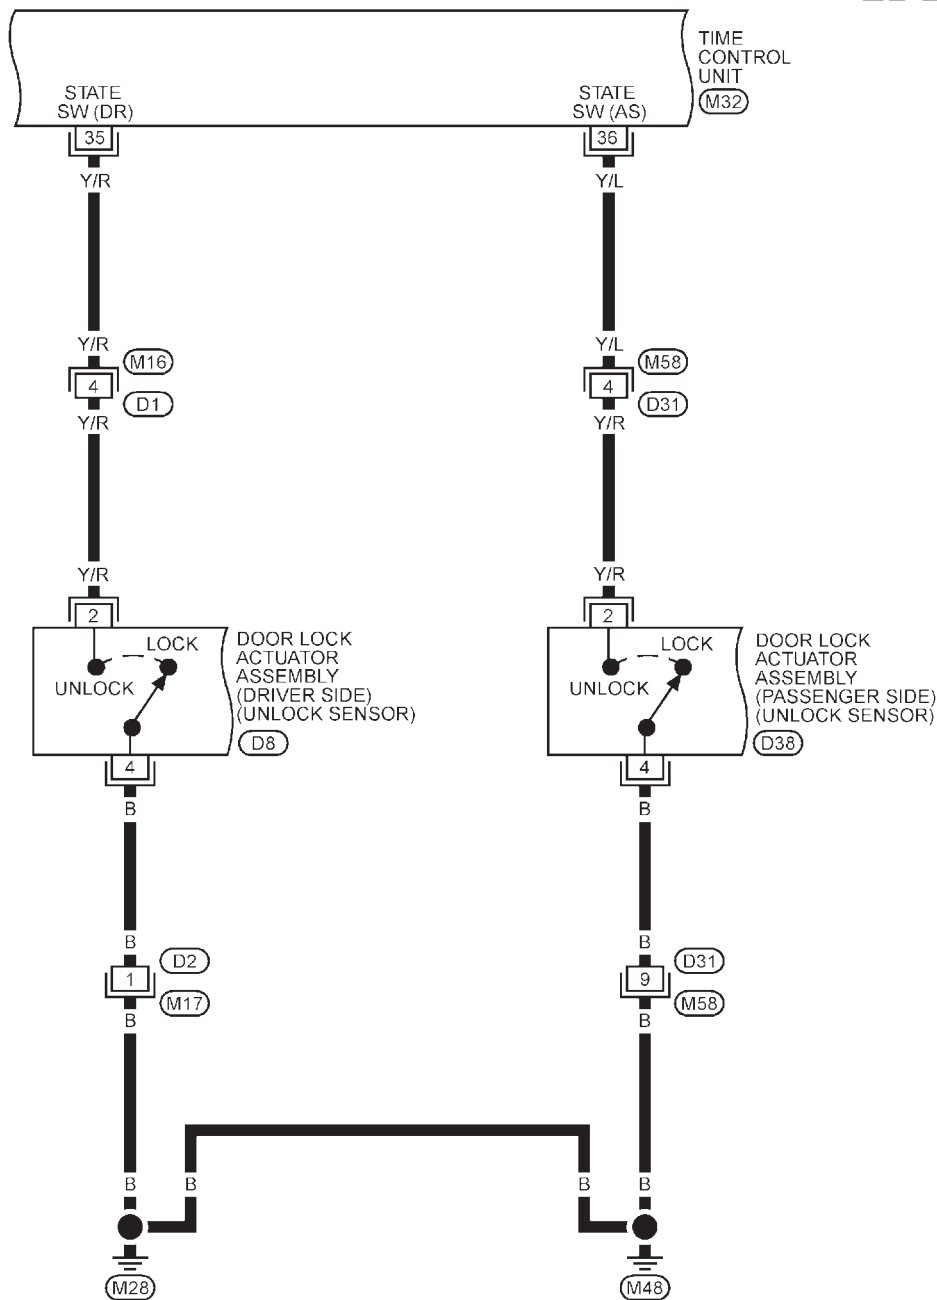 TIME
CONTROL
UNIT
M32
STATE
SW (DR)
STATE
SW (AS)
35
36
Y/R
Y/L
Y/R
Y/L
M16
M58
4
4
D1
D31
Y/R
Y/R
Y/R
Y/R
2
2
LOCK
UNLOCK
DOOR LOCK
ACTUATOR
ASSEMBLY
(DRIVER SIDE)
(UNLOCK SENSOR)
D8
LOCK
UNLOCK
DOOR LOCK
ACTUATOR
ASSEMBLY
(PASSENGER SIDE)
(UNLOCK SENSOR)
D38
4
4
B
B
B
B
D2
D31
1
9
M17
M58
B
B
B
B
B
B
M28
M48